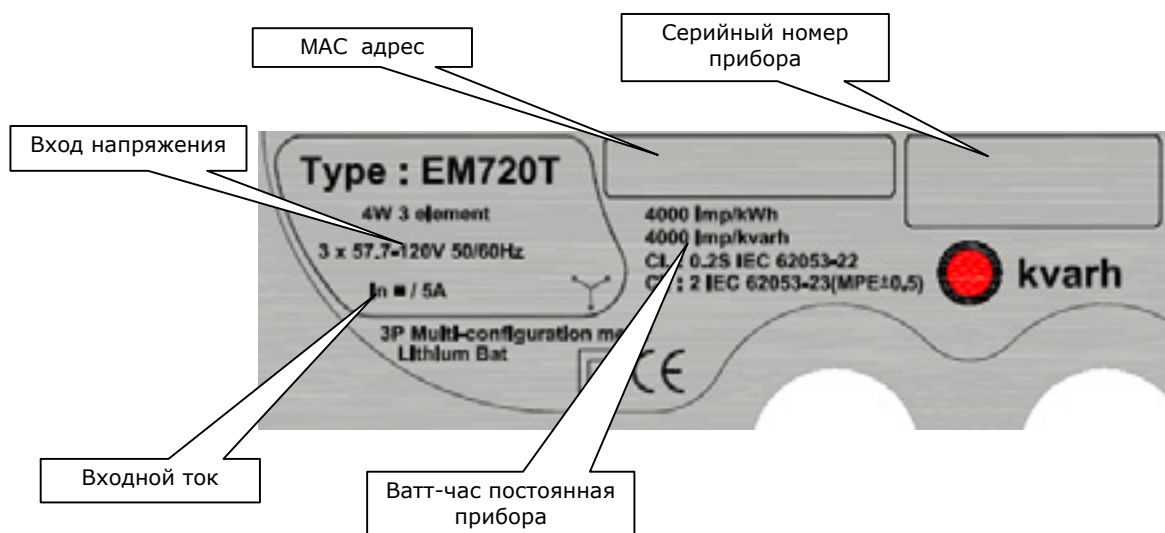 МАС адрес
Серийный номер
прибора
Вход напряжения
Type : EM720T
4W 3 element
3 x 57.7-120V 50/60Hz
In ■ / 5A
3P Multi-configuration
Lithium Bat
4000 Imp/kWh
4000 Imp/kvarh
CL : 0.2S IEC 62053-22
: 2 IEC 62053-23(MPE±0.5)
kvarh
CE
Входной ток
Ватт-час постоянная
прибора